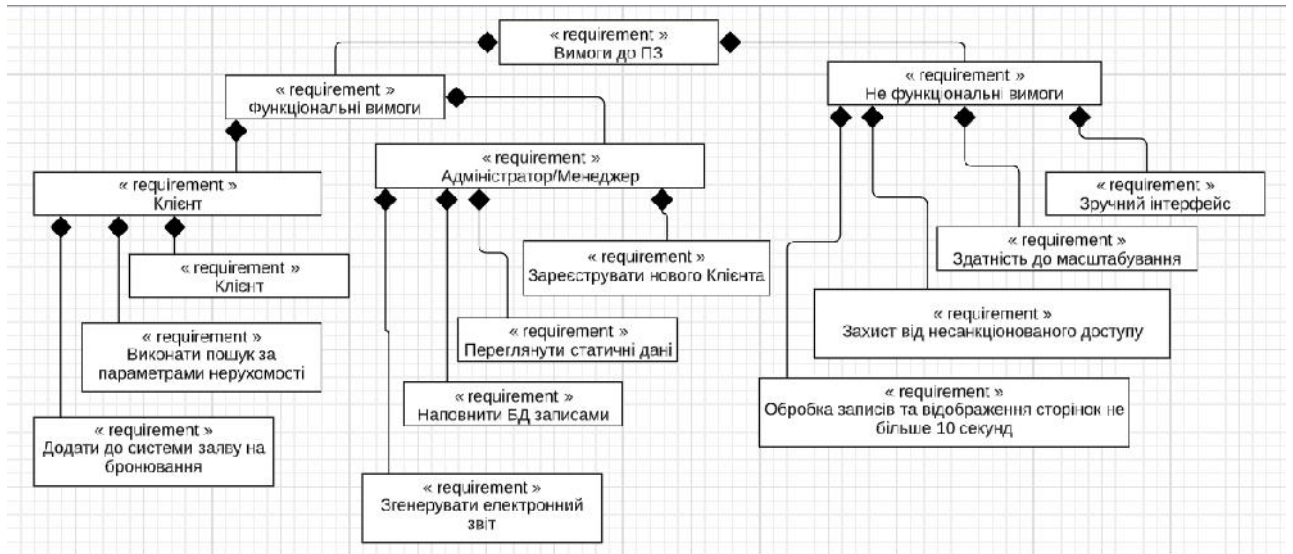 « requirement »
Вимоги до ПЗ
« requirement »
Функціональні вимоги
« requirement »
Не функціональні вимоги
« requirement »
Клієнт
« requirement »
Адміністратор/Менеджер
« requirement »
Зручний інтерфейс
« requirement »
Клієнт
« requirement »
Зареєструвати нового Клієнта
« requirement »
Здатність до масштабування
« requirement »
Виконати пошук за
параметрами нерухомості
« requirement »
Переглянути статичні дані
« requirement »
Захист від несанкціонованого доступу
« requirement »
Наповнити БД записами
« requirement »
Обробка записів та відображення сторінок не
більше 10 секунд
« requirement »
Додати до системи заяву на
бронювання
« requirement »
Згенерувати електронний
звіт